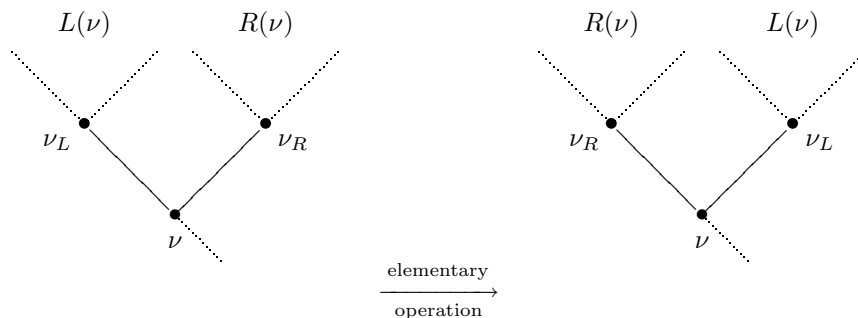 L(ν) R(ν) R(ν) L(ν)
ν_L ν_R ν_R ν_L
ν ν
elementary
operation